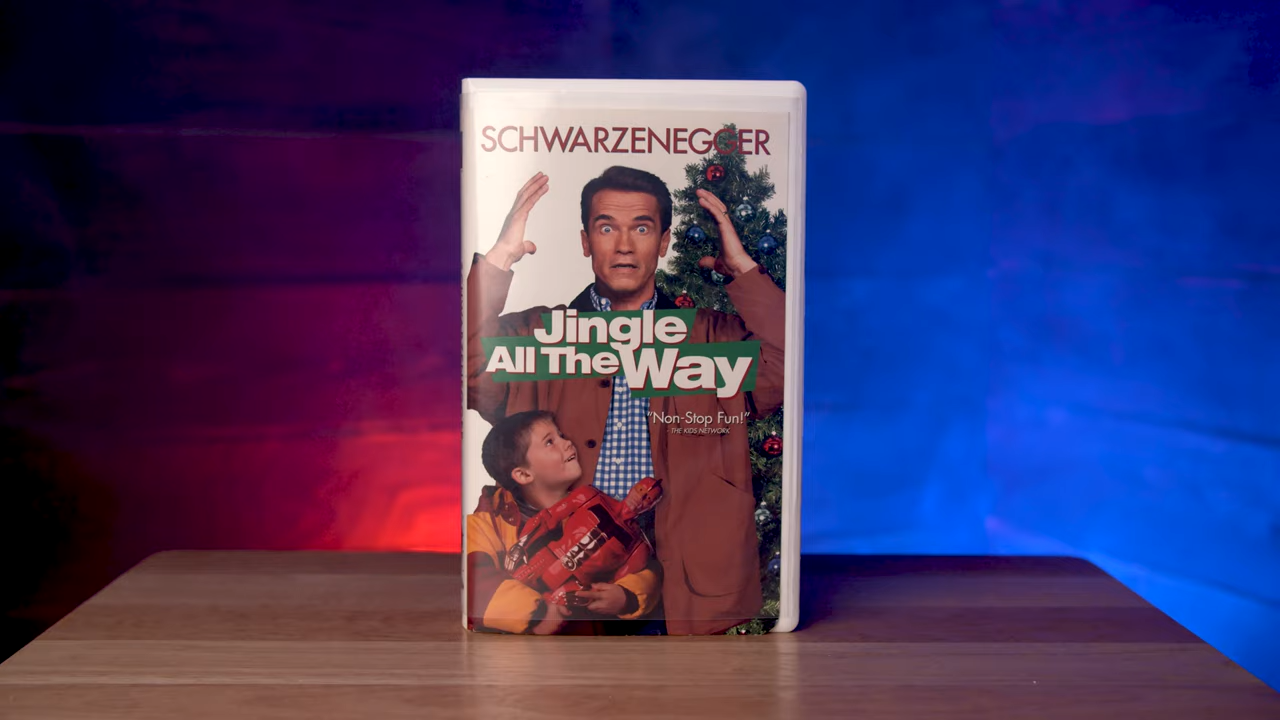 SCHWARZENEGGER
Jingle
All The Way
"Non-Stop Fun!"
- THE KIDS NETWORK